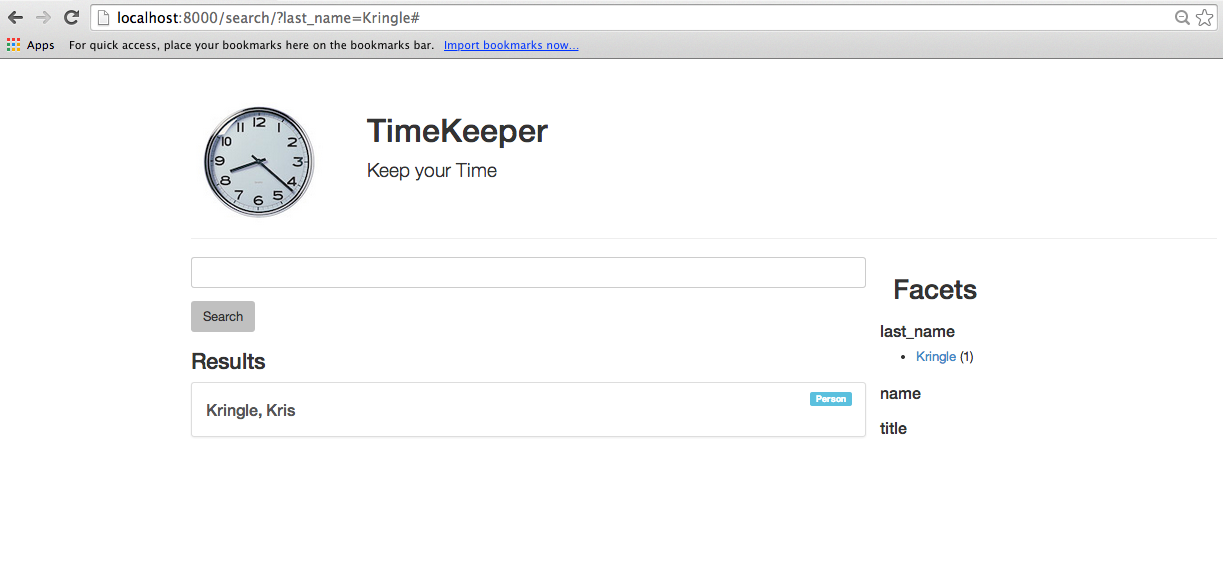 localhost:8000/search/?last_name=Kringle#
Apps For quick access, place your bookmarks here on the bookmarks bar. Import bookmarks now...
12
11 1
10 2
9 3
8 4
7 5
6
TimeKeeper
Keep your Time
Search
Results
Kringle, Kris
Person
Facets
last_name
Kringle (1)
name
title